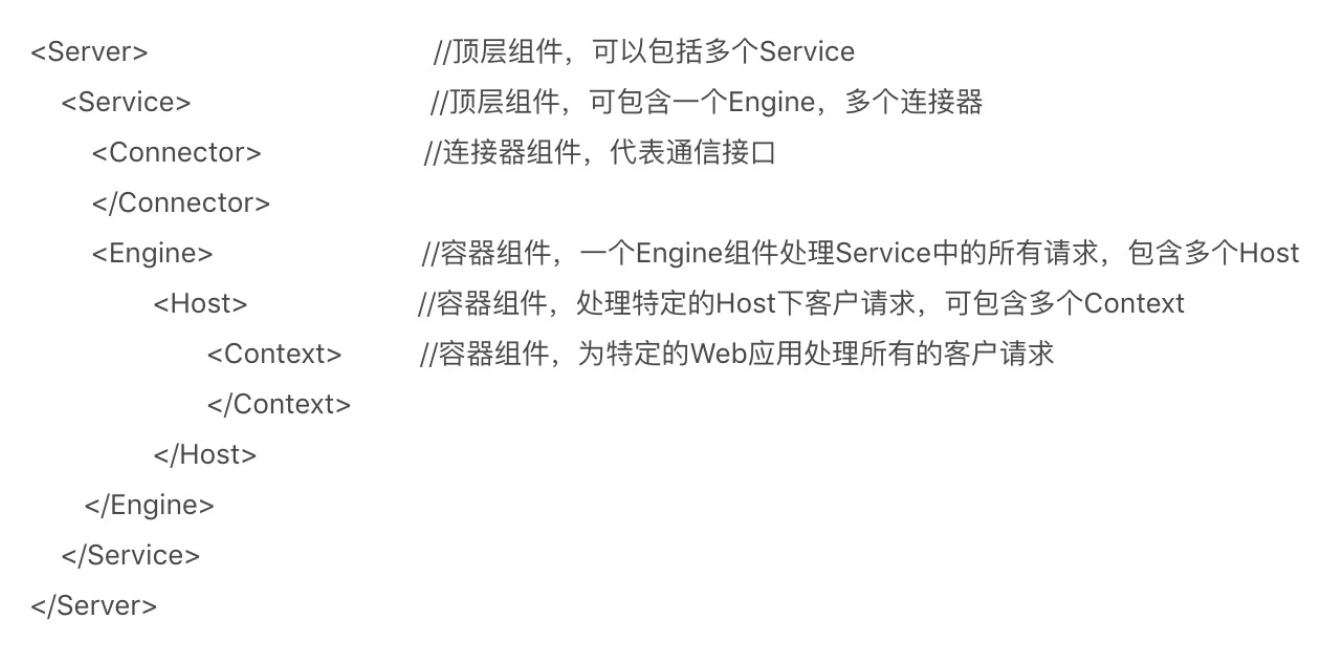 <Server> //顶层组件，可以包括多个Service
<Service> //顶层组件，可包含一个Engine，多个连接器
<Connector> //连接器组件，代表通信接口
</Connector>
<Engine> //容器组件，一个Engine组件处理Service中的所有请求，包含多个Host
<Host> //容器组件，处理特定的Host下客户请求，可包含多个Context
<Context> //容器组件，为特定的Web应用处理所有的客户请求
</Context>
</Host>
</Engine>
</Service>
</Server>